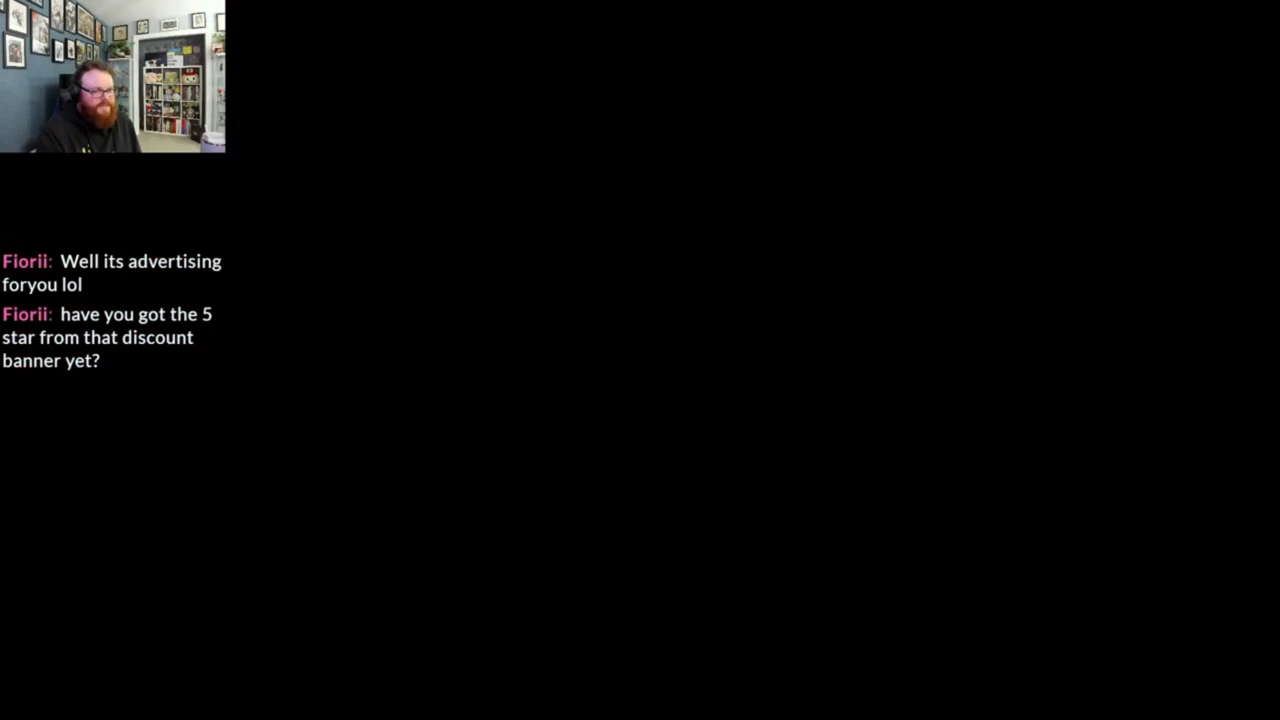 Fiorii: Well its advertising
foryou lol
Fiorii: have you got the 5
star from that discount
banner yet?